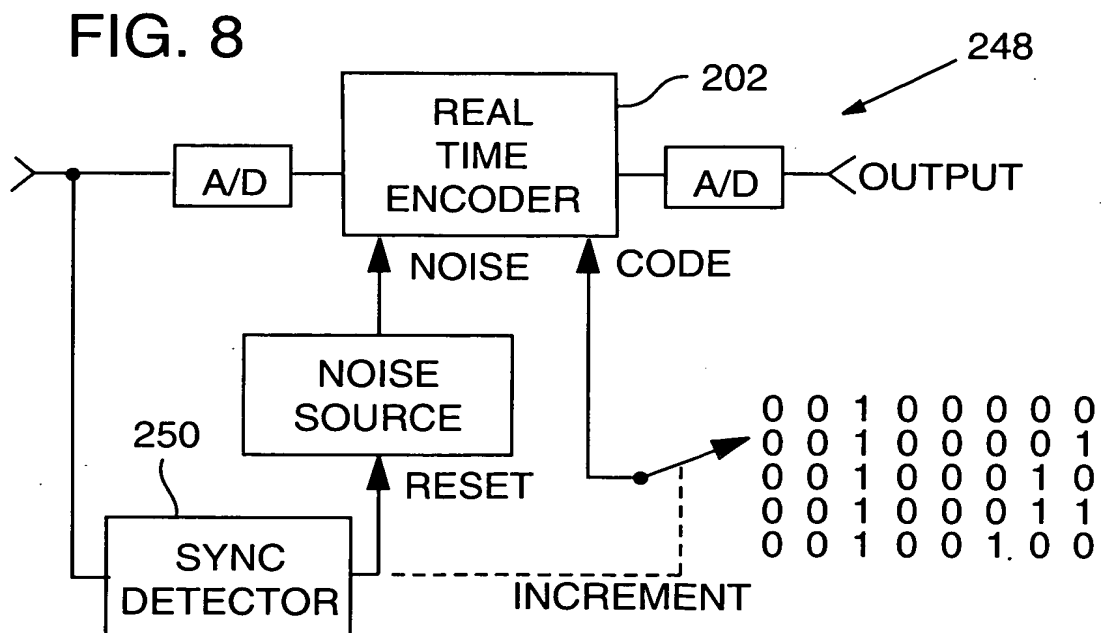 FIG. 8
248
202
REAL
TIME
ENCODER
A/D
A/D
OUTPUT
NOISE
CODE
NOISE
SOURCE
250
RESET
SYNC
DETECTOR
INCREMENT
0 0 1 0 0 0 0 0
0 0 1 0 0 0 0 1
0 0 1 0 0 0 1 0
0 0 1 0 0 0 1 1
0 0 1 0 0 1 0 0